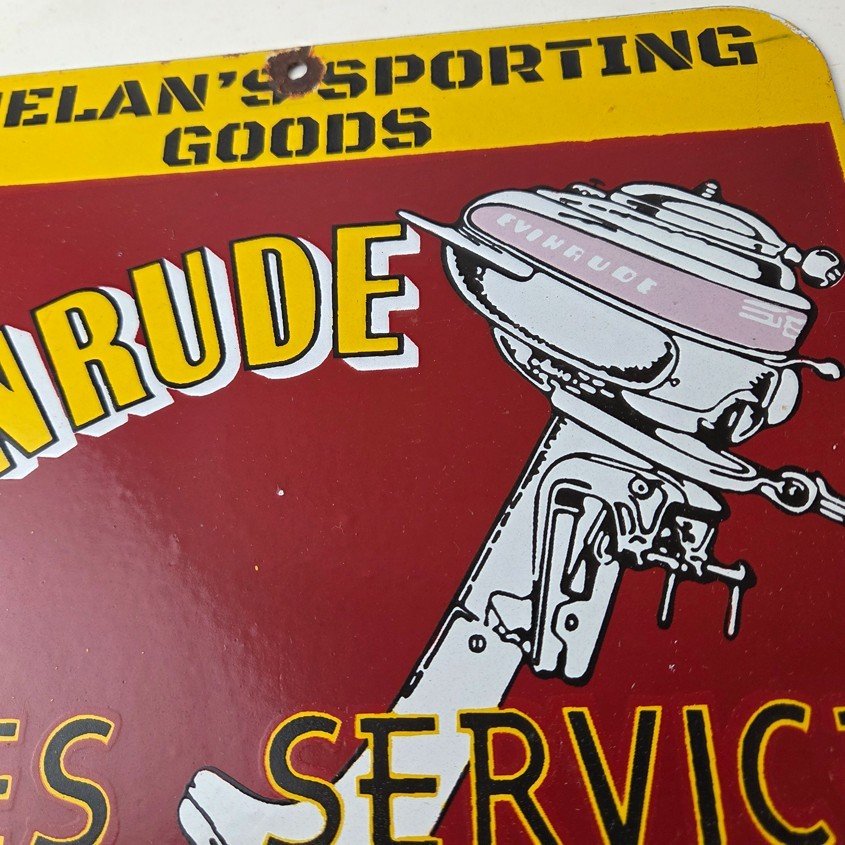 ELAN'S SPORTING
GOODS
NRUDE
EVINRUDE
ES SERVIC